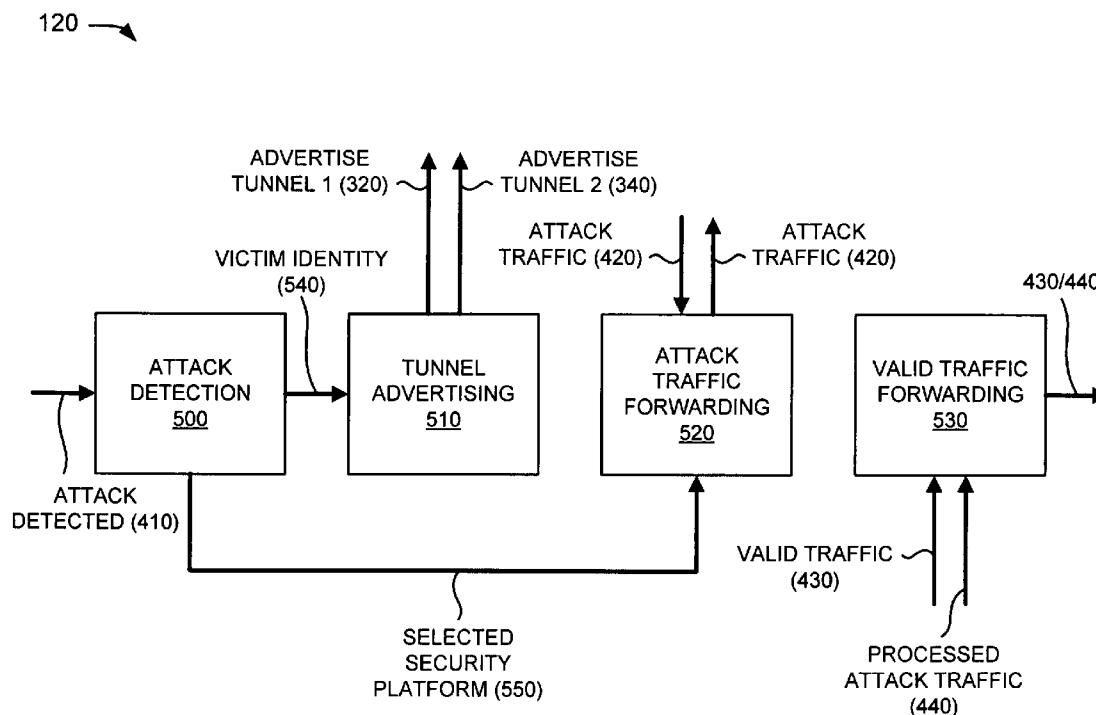 120
ADVERTISE
TUNNEL 1 (320)
ADVERTISE
TUNNEL 2 (340)
ATTACK
TRAFFIC (420)
ATTACK
TRAFFIC (420)
VICTIM IDENTITY
(540)
430/440
ATTACK
DETECTION
500
TUNNEL
ADVERTISING
510
ATTACK
TRAFFIC
FORWARDING
520
VALID TRAFFIC
FORWARDING
530
ATTACK
DETECTED (410)
VALID TRAFFIC
(430)
SELECTED
SECURITY
PLATFORM (550)
PROCESSED
ATTACK TRAFFIC
(440)